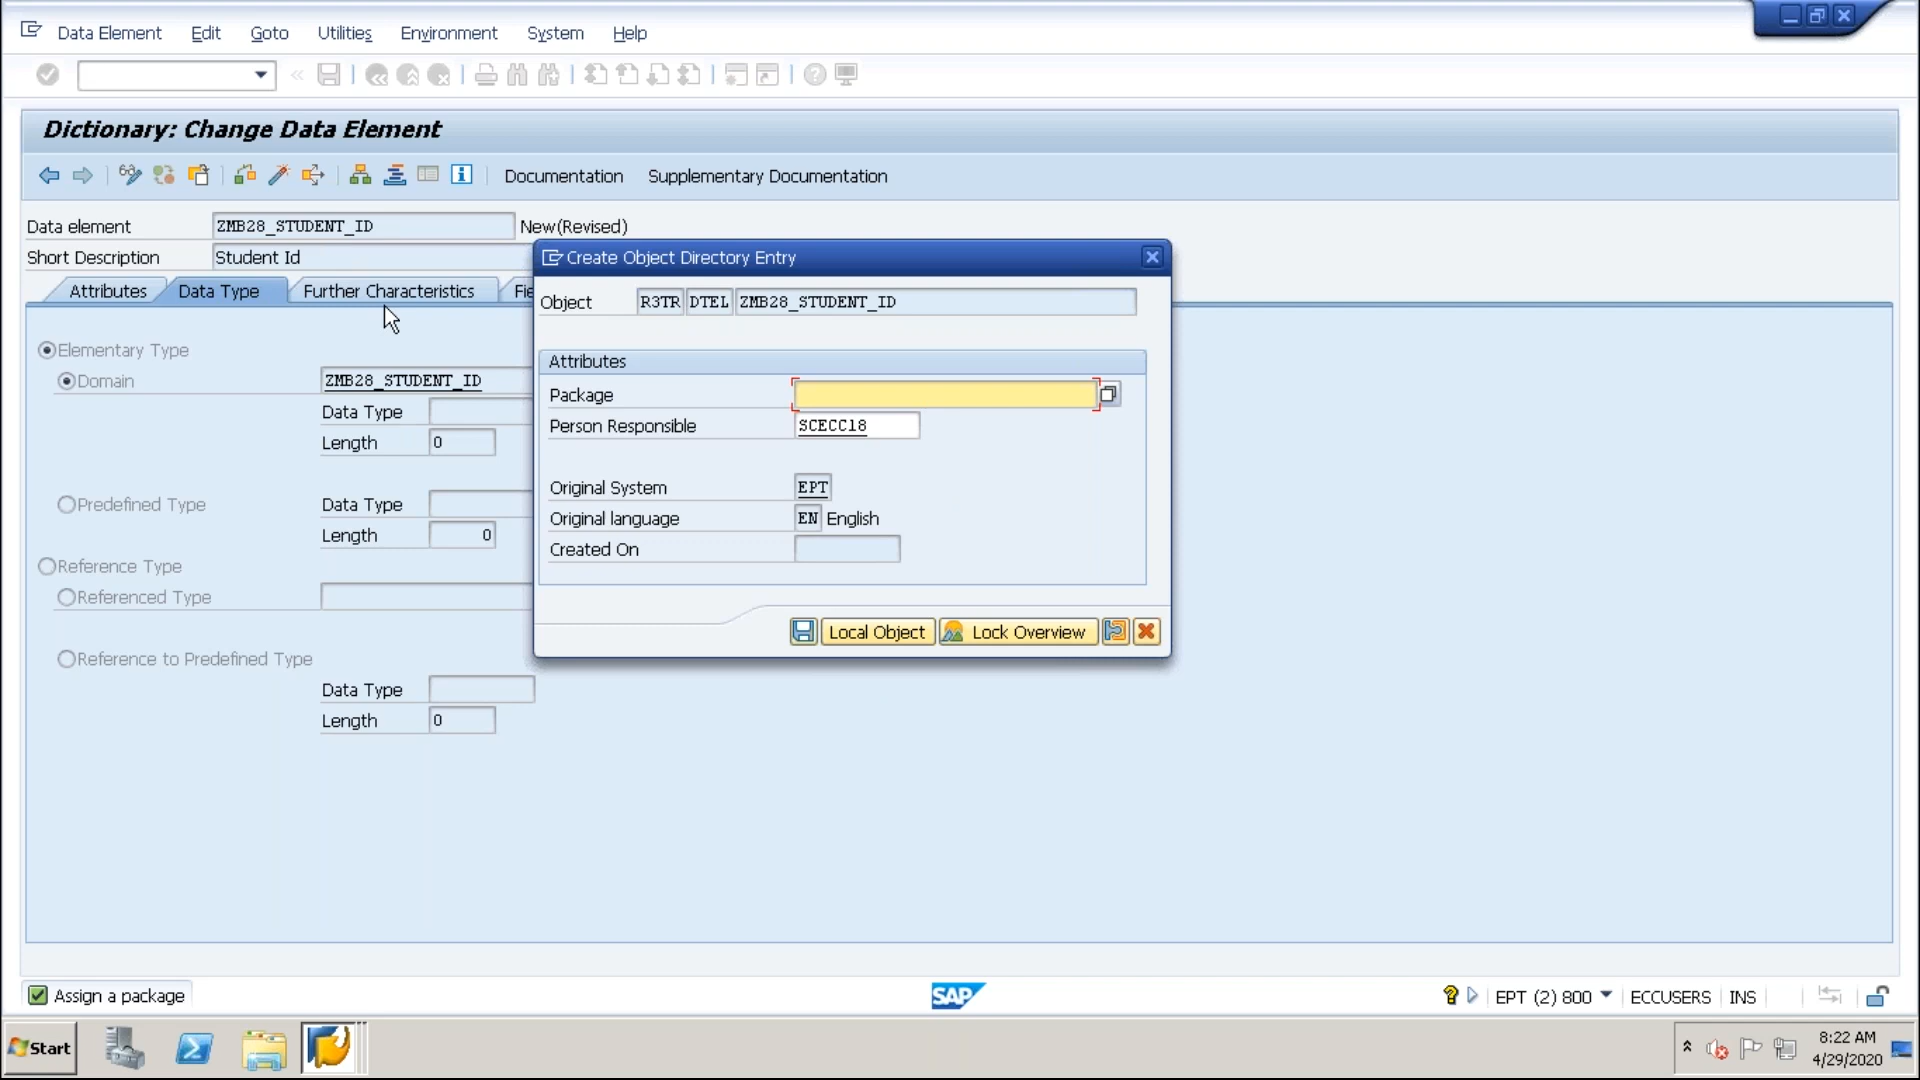 Data Element Edit Goto Utilities Environment System Help
Dictionary: Change Data Element
Documentation Supplementary Documentation
Data element ZMB28_STUDENT_ID New(Revised)
Short Description Student Id
Attributes Data Type Further Characteristics Fie
Elementary Type
Domain ZMB28_STUDENT_ID
Data Type
Length 0
Predefined Type Data Type
Length 0
Reference Type
Referenced Type
Reference to Predefined Type
Data Type
Length 0
Create Object Directory Entry
Object R3TR DTEL ZMB28_STUDENT_ID
Attributes
Package
Person Responsible SCECC18
Original System EPT
Original language EN English
Created On
Local Object Lock Overview
Assign a package
SAP
EPT (2) 800 ECCUSERS INS
Start
8:22 AM
4/29/2020